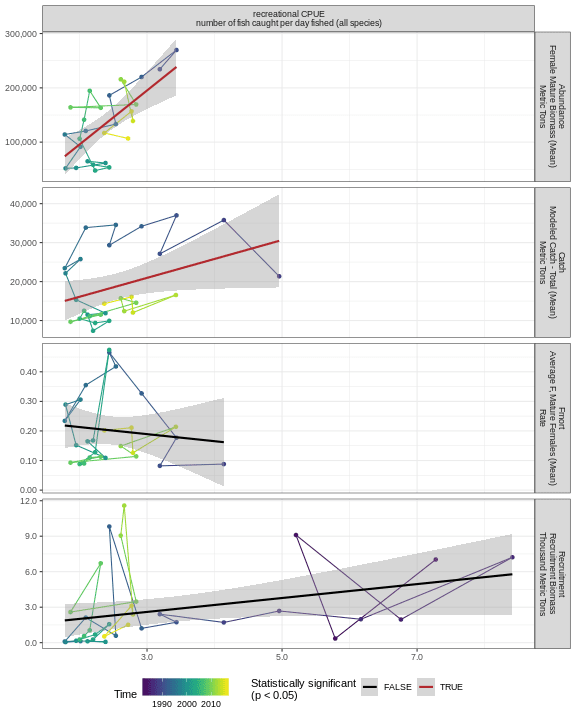 recreational CPUE
number of fish caught per day fished (all species)
300,000
200,000
100,000
Abundance
Female Mature Biomass (Mean)
Metric Tons
40,000
30,000
20,000
10,000
Catch
Modeled Catch - Total (Mean)
Metric Tons
0.40
0.30
0.20
0.10
0.00
Fmort
Average F, Mature Females (Mean)
Rate
12.0
9.0
6.0
3.0
0.0
Recruitment
Recruitment Biomass
Thousand Metric Tons
3.0 5.0 7.0
Time
1990 2000 2010
Statistically significant
(p < 0.05)
FALSE TRUE